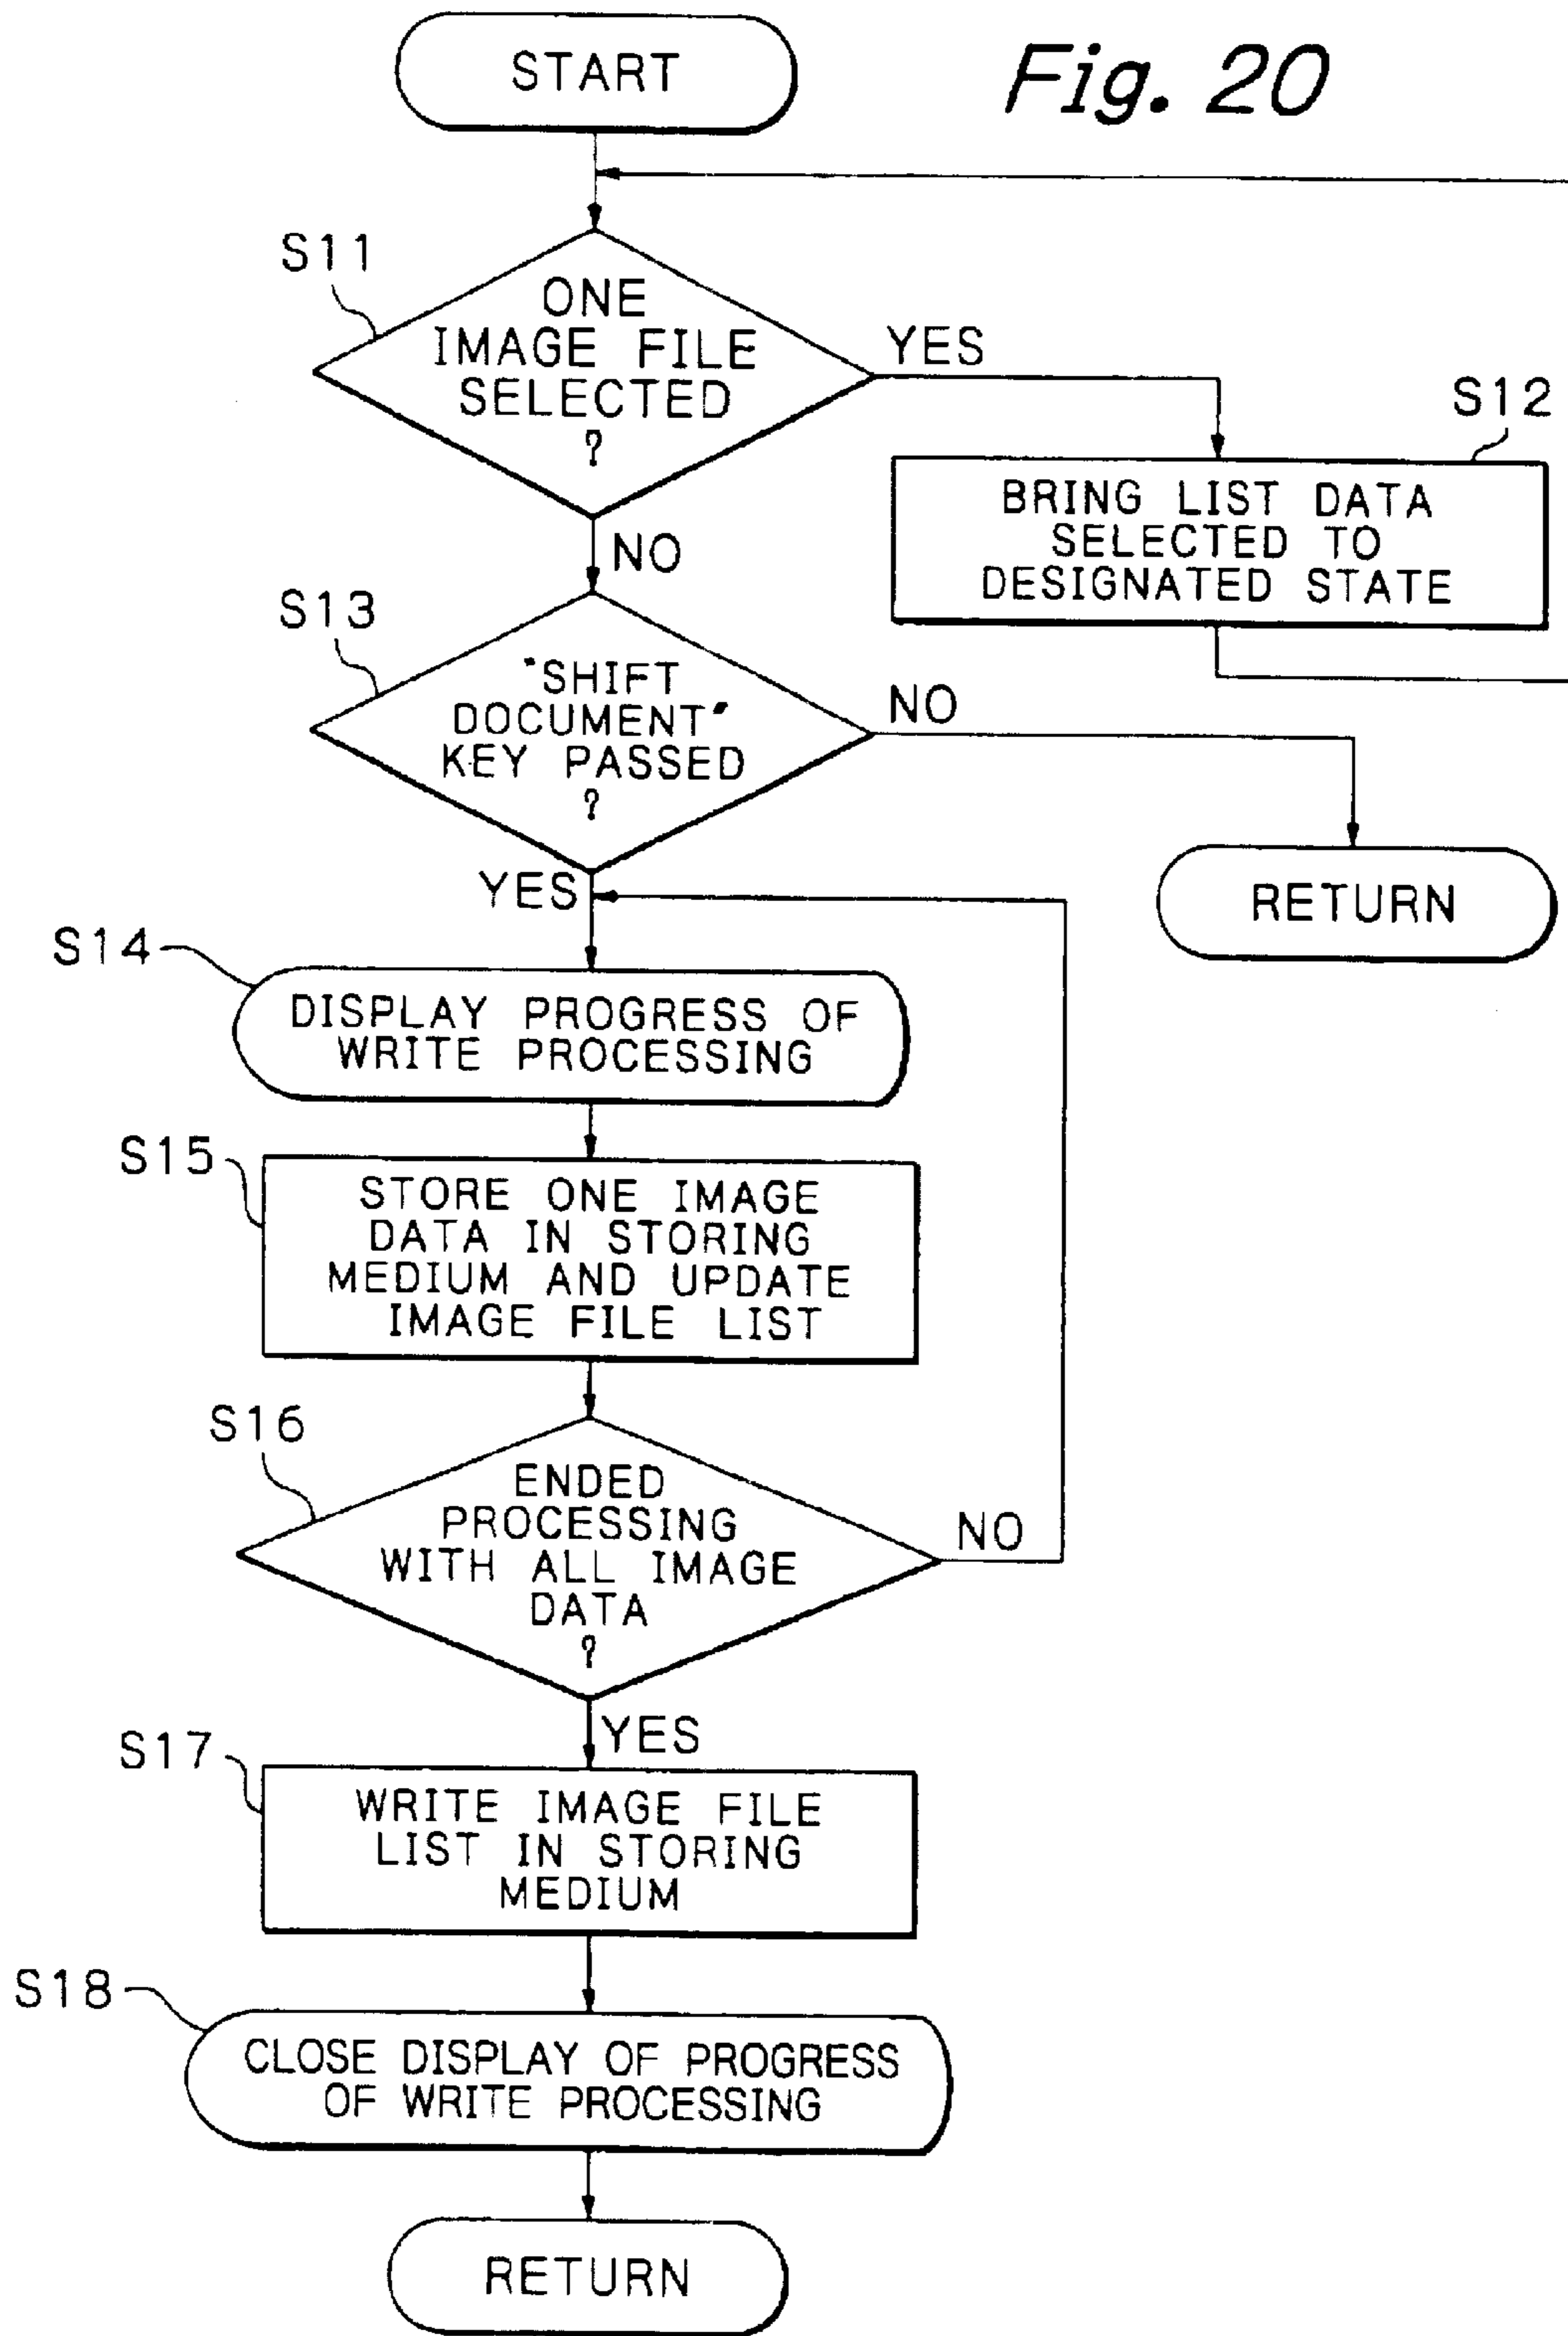 START
Fig. 20
S11
ONE
IMAGE FILE
SELECTED
?
YES
S12
BRING LIST DATA
SELECTED TO
DESIGNATED STATE
NO
S13
"SHIFT
DOCUMENT"
KEY PASSED
?
NO
RETURN
YES
S14
DISPLAY PROGRESS OF
WRITE PROCESSING
S15
STORE ONE IMAGE
DATA IN STORING
MEDIUM AND UPDATE
IMAGE FILE LIST
S16
ENDED
PROCESSING
WITH ALL IMAGE
DATA
?
NO
YES
S17
WRITE IMAGE FILE
LIST IN STORING
MEDIUM
S18
CLOSE DISPLAY OF PROGRESS
OF WRITE PROCESSING
RETURN